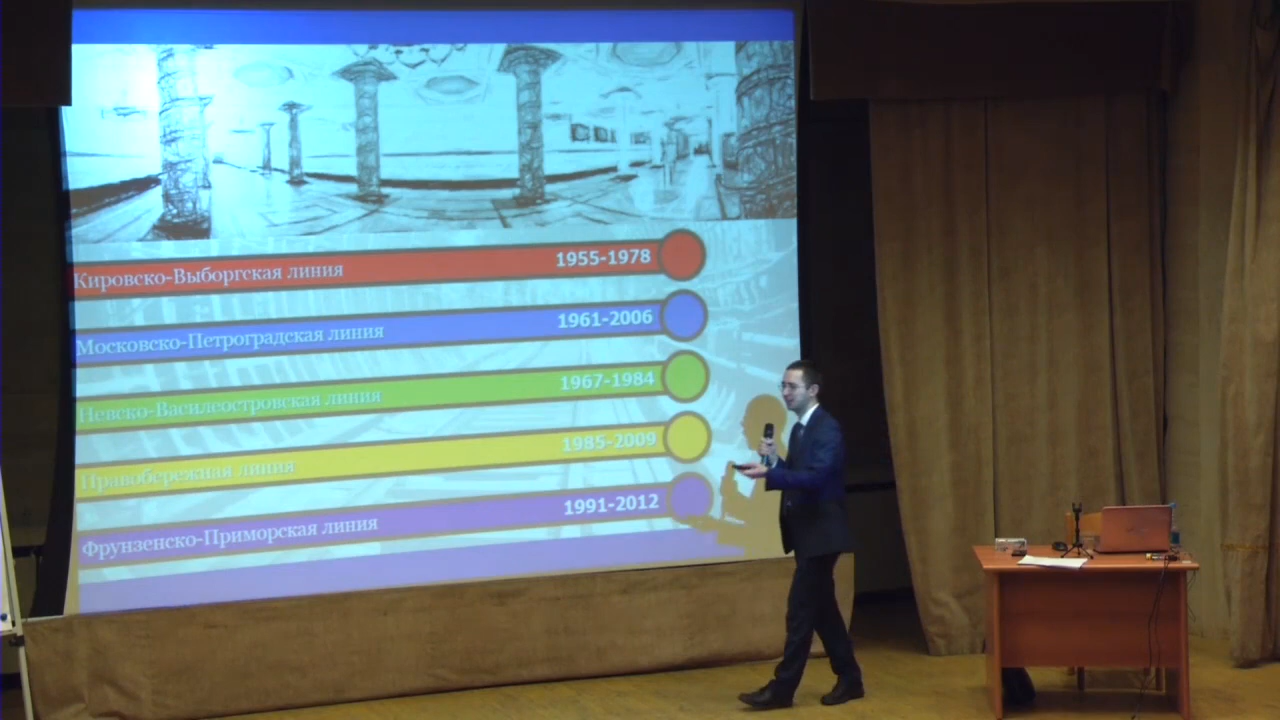 Кировско-Выборгская линия 1955-1978
Московско-Петроградская линия 1961-2006
Невско-Василеостровская линия 1967-1984
Правобережная линия 1985-2009
Фрунзенско-Приморская линия 1991-2012